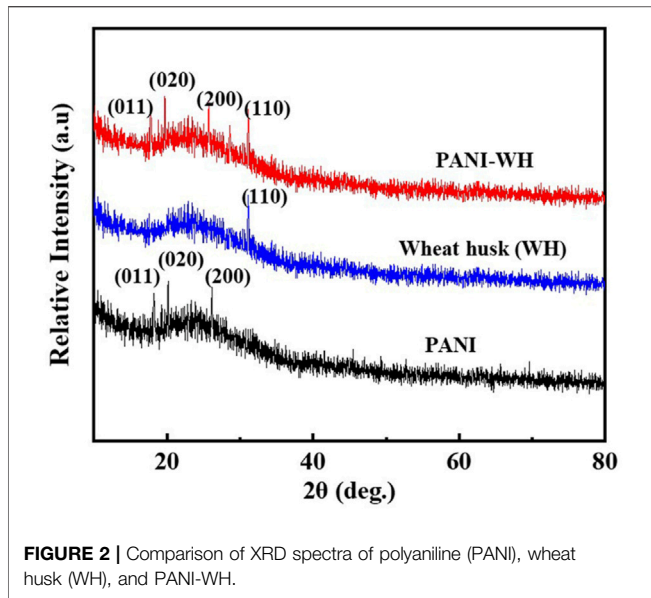 Relative Intensity (a.u)
(011)
(020)
(200)
(110)
PANI-WH
(110)
Wheat husk (WH)
(011)
(020)
(200)
PANI
20
40
60
80
2θ (deg.)
FIGURE 2 | Comparison of XRD spectra of polyaniline (PANI), wheat
husk (WH), and PANI-WH.